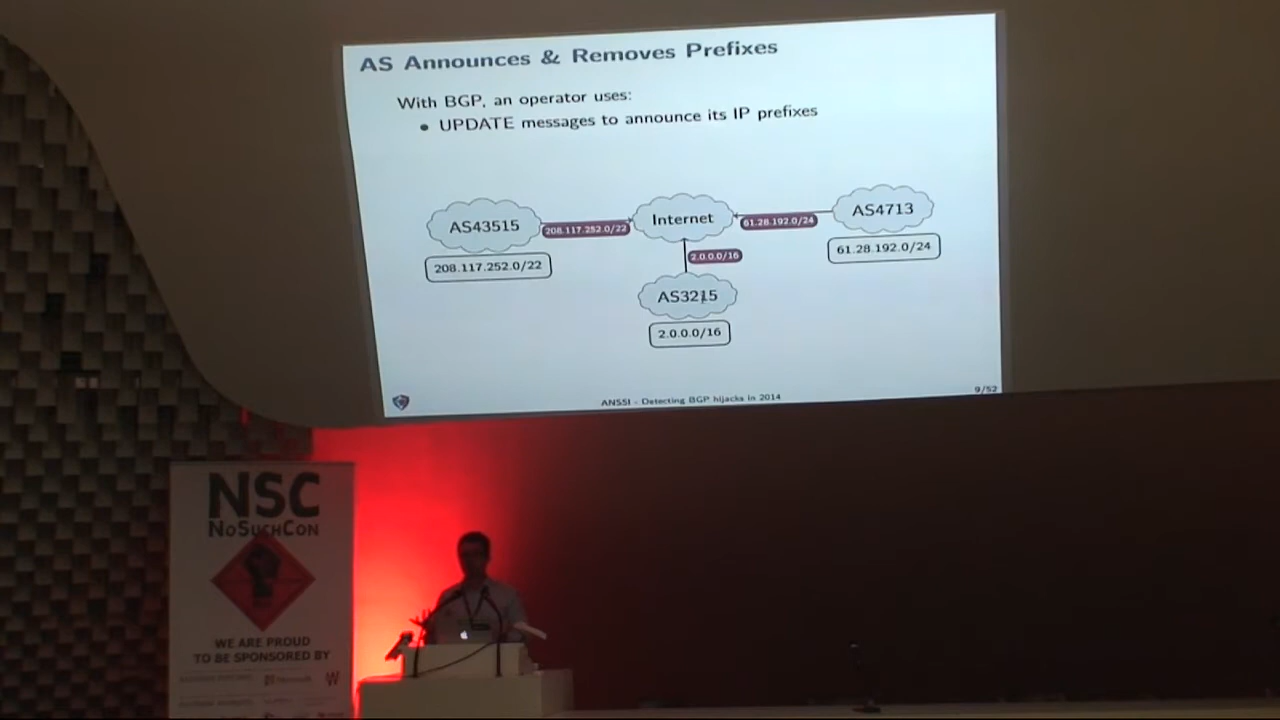 AS Announces & Removes Prefixes
With BGP, an operator uses:
• UPDATE messages to announce its IP prefixes
AS43515
208.117.252.0/22
Internet
61.28.192.0/24
AS4713
208.117.252.0/22
2.0.0.0/16
61.28.192.0/24
AS3215
2.0.0.0/16
ANSSI - Detecting BGP hijacks in 2014
9/52
NSC
NoSuchCon
WE ARE PROUD
TO BE SPONSORED BY